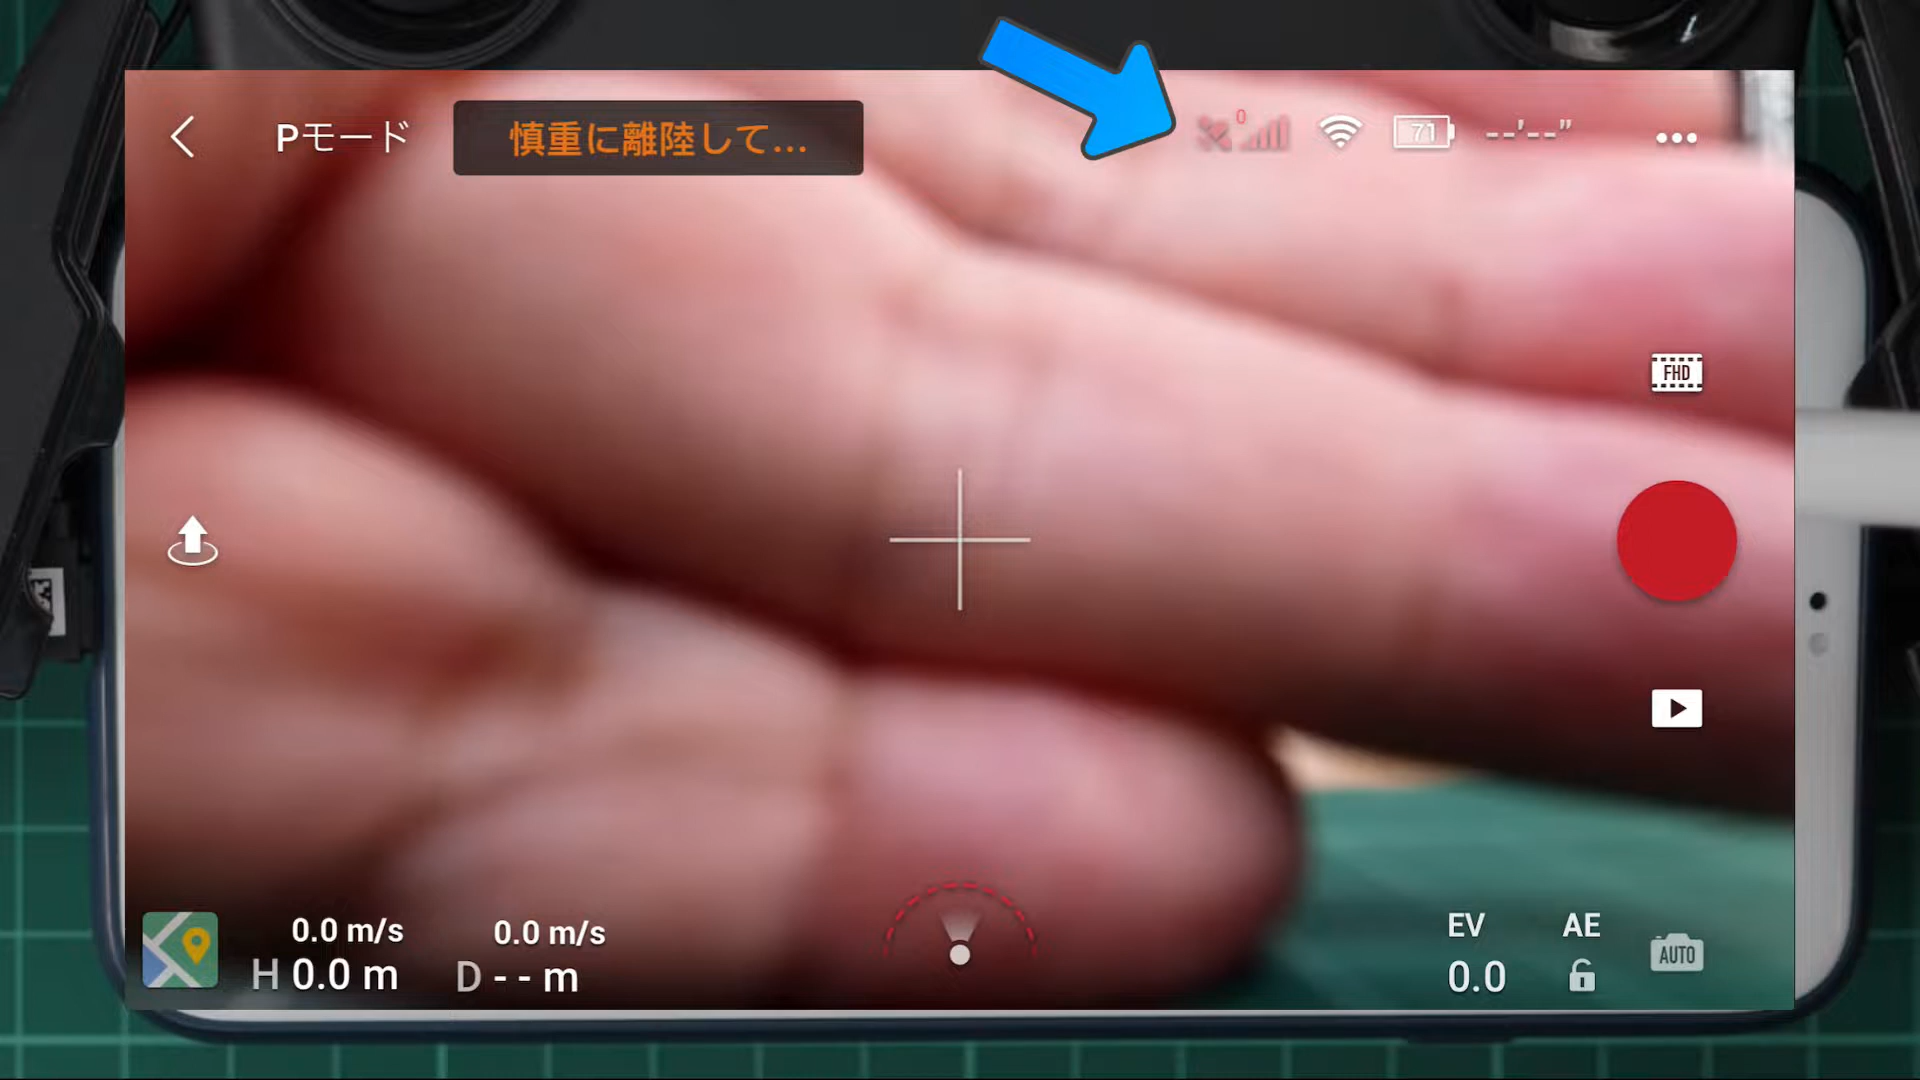 Pモード
慎重に離陸して...
0
71
--'--"
FHD
0.0 m/s
0.0 m/s
H 0.0 m
D -- m
EV
AE
0.0
AUTO